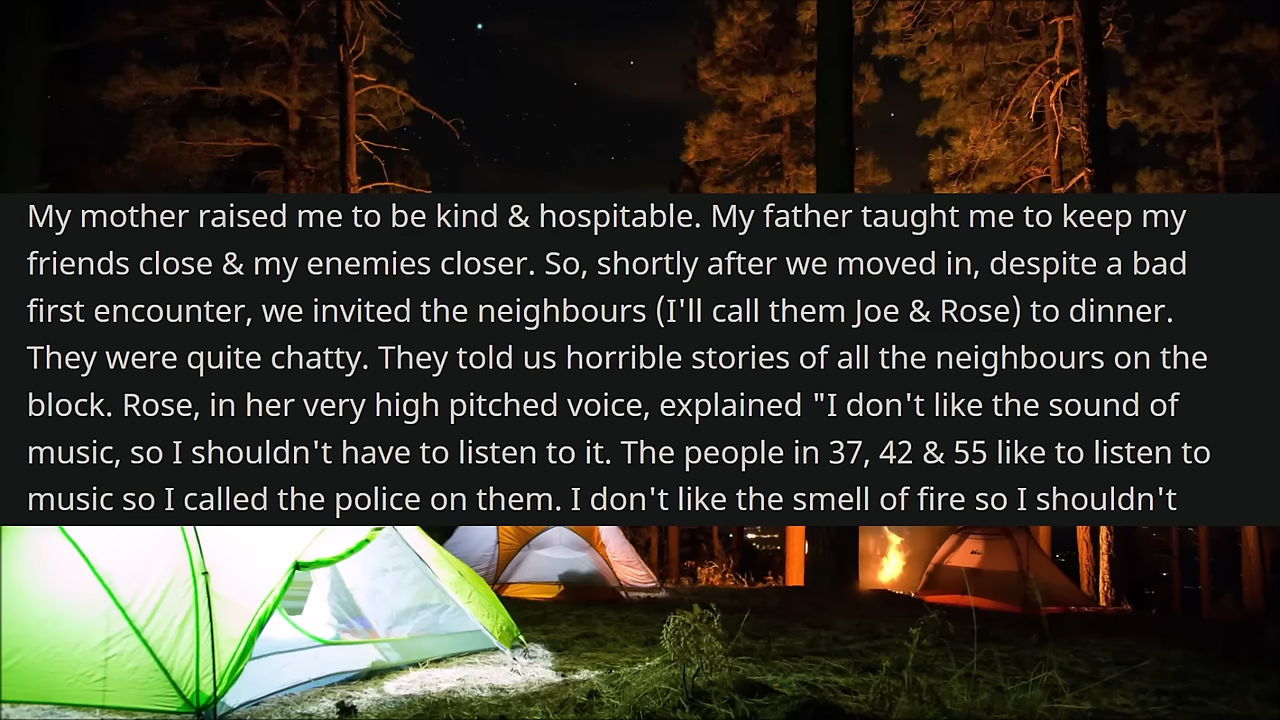 My mother raised me to be kind & hospitable. My father taught me to keep my
friends close & my enemies closer. So, shortly after we moved in, despite a bad
first encounter, we invited the neighbours (I'll call them Joe & Rose) to dinner.
They were quite chatty. They told us horrible stories of all the neighbours on the
block. Rose, in her very high pitched voice, explained "I don't like the sound of
music, so I shouldn't have to listen to it. The people in 37, 42 & 55 like to listen to
music so I called the police on them. I don't like the smell of fire so I shouldn't